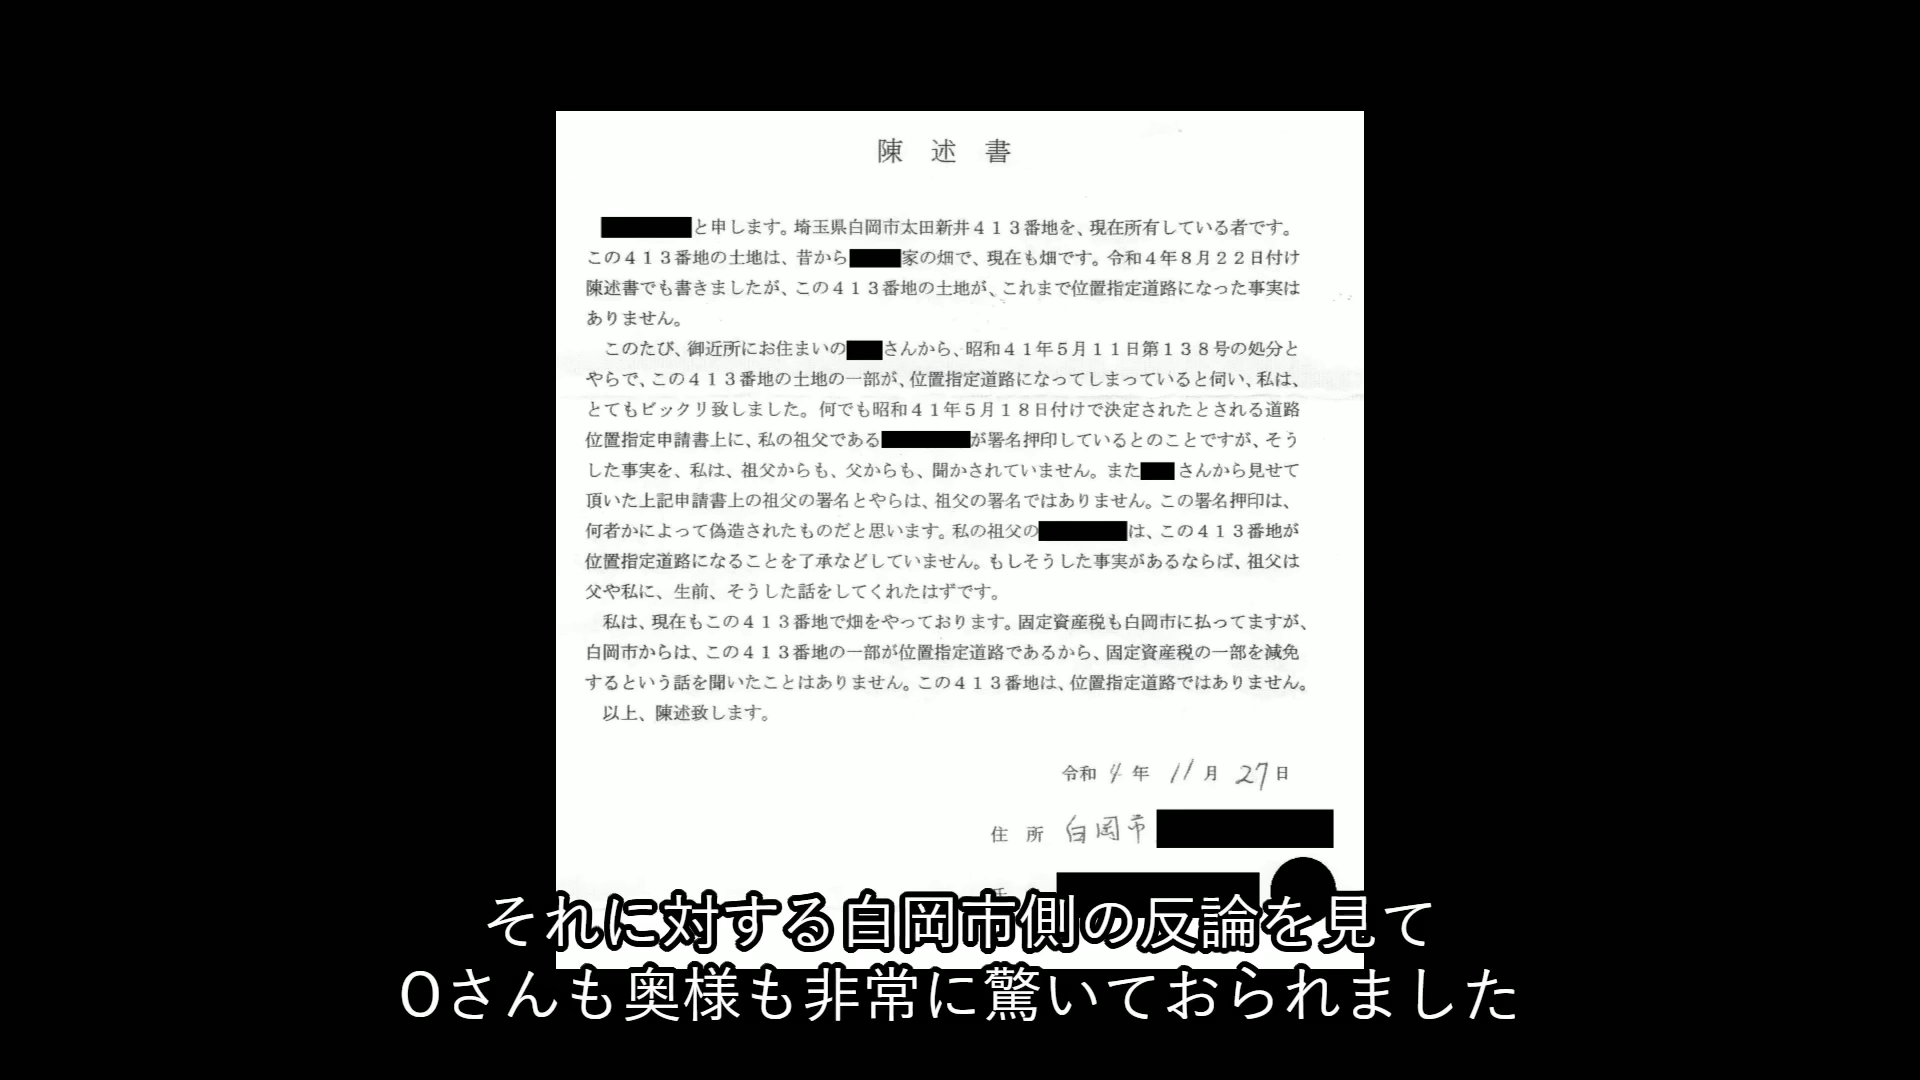 陳 述 書
と申します。埼玉県白岡市太田新井４１３番地を、現在所有している者です。
この４１３番地の土地は、昔から家の畑で、現在も畑です。令和４年８月２２日付け
陳述書でも書きましたが、この４１３番地の土地が、これまで位置指定道路になった事実は
ありません。
このたび、御近所にお住まいのさんから、昭和４１年５月１１日第１３８号の処分と
やらで、この４１３番地の土地の一部が、位置指定道路になってしまっていると伺い、私は、
とてもビックリ致しました。何でも昭和４１年５月１８日付けで決定されたとされる道路
位置指定申請書上に、私の祖父であるが署名押印しているとのことですが、そう
した事実を、私は、祖父からも、父からも、聞かされていません。またさんから見せて
頂いた上記申請書上の祖父の署名とやらは、祖父の署名ではありません。この署名押印は、
何者かによって偽造されたものだと思います。私の祖父のは、この４１３番地が
位置指定道路になることを了承などしていません。もしそうした事実があるならば、祖父は
父や私に、生前、そうした話をしてくれたはずです。
私は、現在もこの４１３番地で畑をやっております。固定資産税も白岡市に払ってますが、
白岡市からは、この４１３番地の一部が位置指定道路であるから、固定資産税の一部を減免
するという話を聞いたことはありません。この４１３番地は、位置指定道路ではありません。
以上、陳述致します。
令和 4 年 11 月 27 日
住 所 白岡市
それに対する白岡市側の反論を見て
Oさんも奥様も非常に驚いておられました